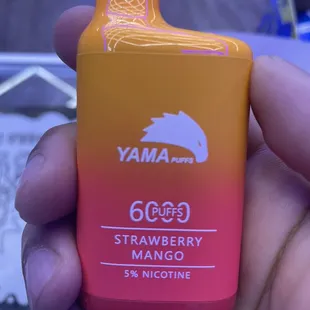 YAMA PUFFS
6000
PUFFS
STRAWBERRY
MANGO
5% NICOTINE